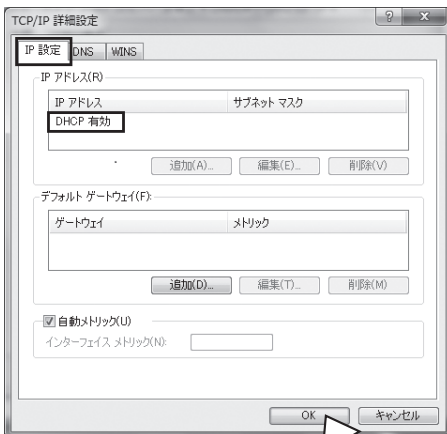 TCP/IP 詳細設定
IP 設定 DNS WINS
IP アドレス(R)
IP アドレス サブネット マスク
DHCP 有効
追加(A)... 編集(E)... 削除(V)
デフォルト ゲートウェイ(F):
ゲートウェイ メトリック
追加(D)... 編集(T)... 削除(M)
自動メトリック(U)
インターフェイス メトリック(N):
OK キャンセル